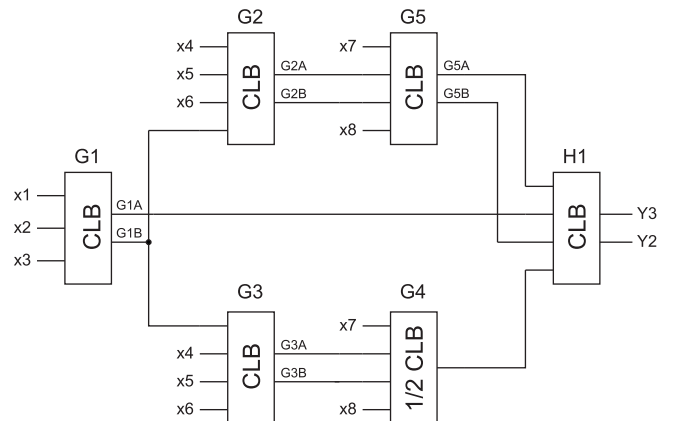 G2
G5
x4
x7
x5
G2A
G5A
x6
G2B
G5B
CLB
CLB
x8
G1
H1
x1
G1A
x2
CLB
G1B
x3
CLB
Y3
Y2
G3
G4
x7
x4
G3A
x5
CLB
G3B
1/2 CLB
x6
x8